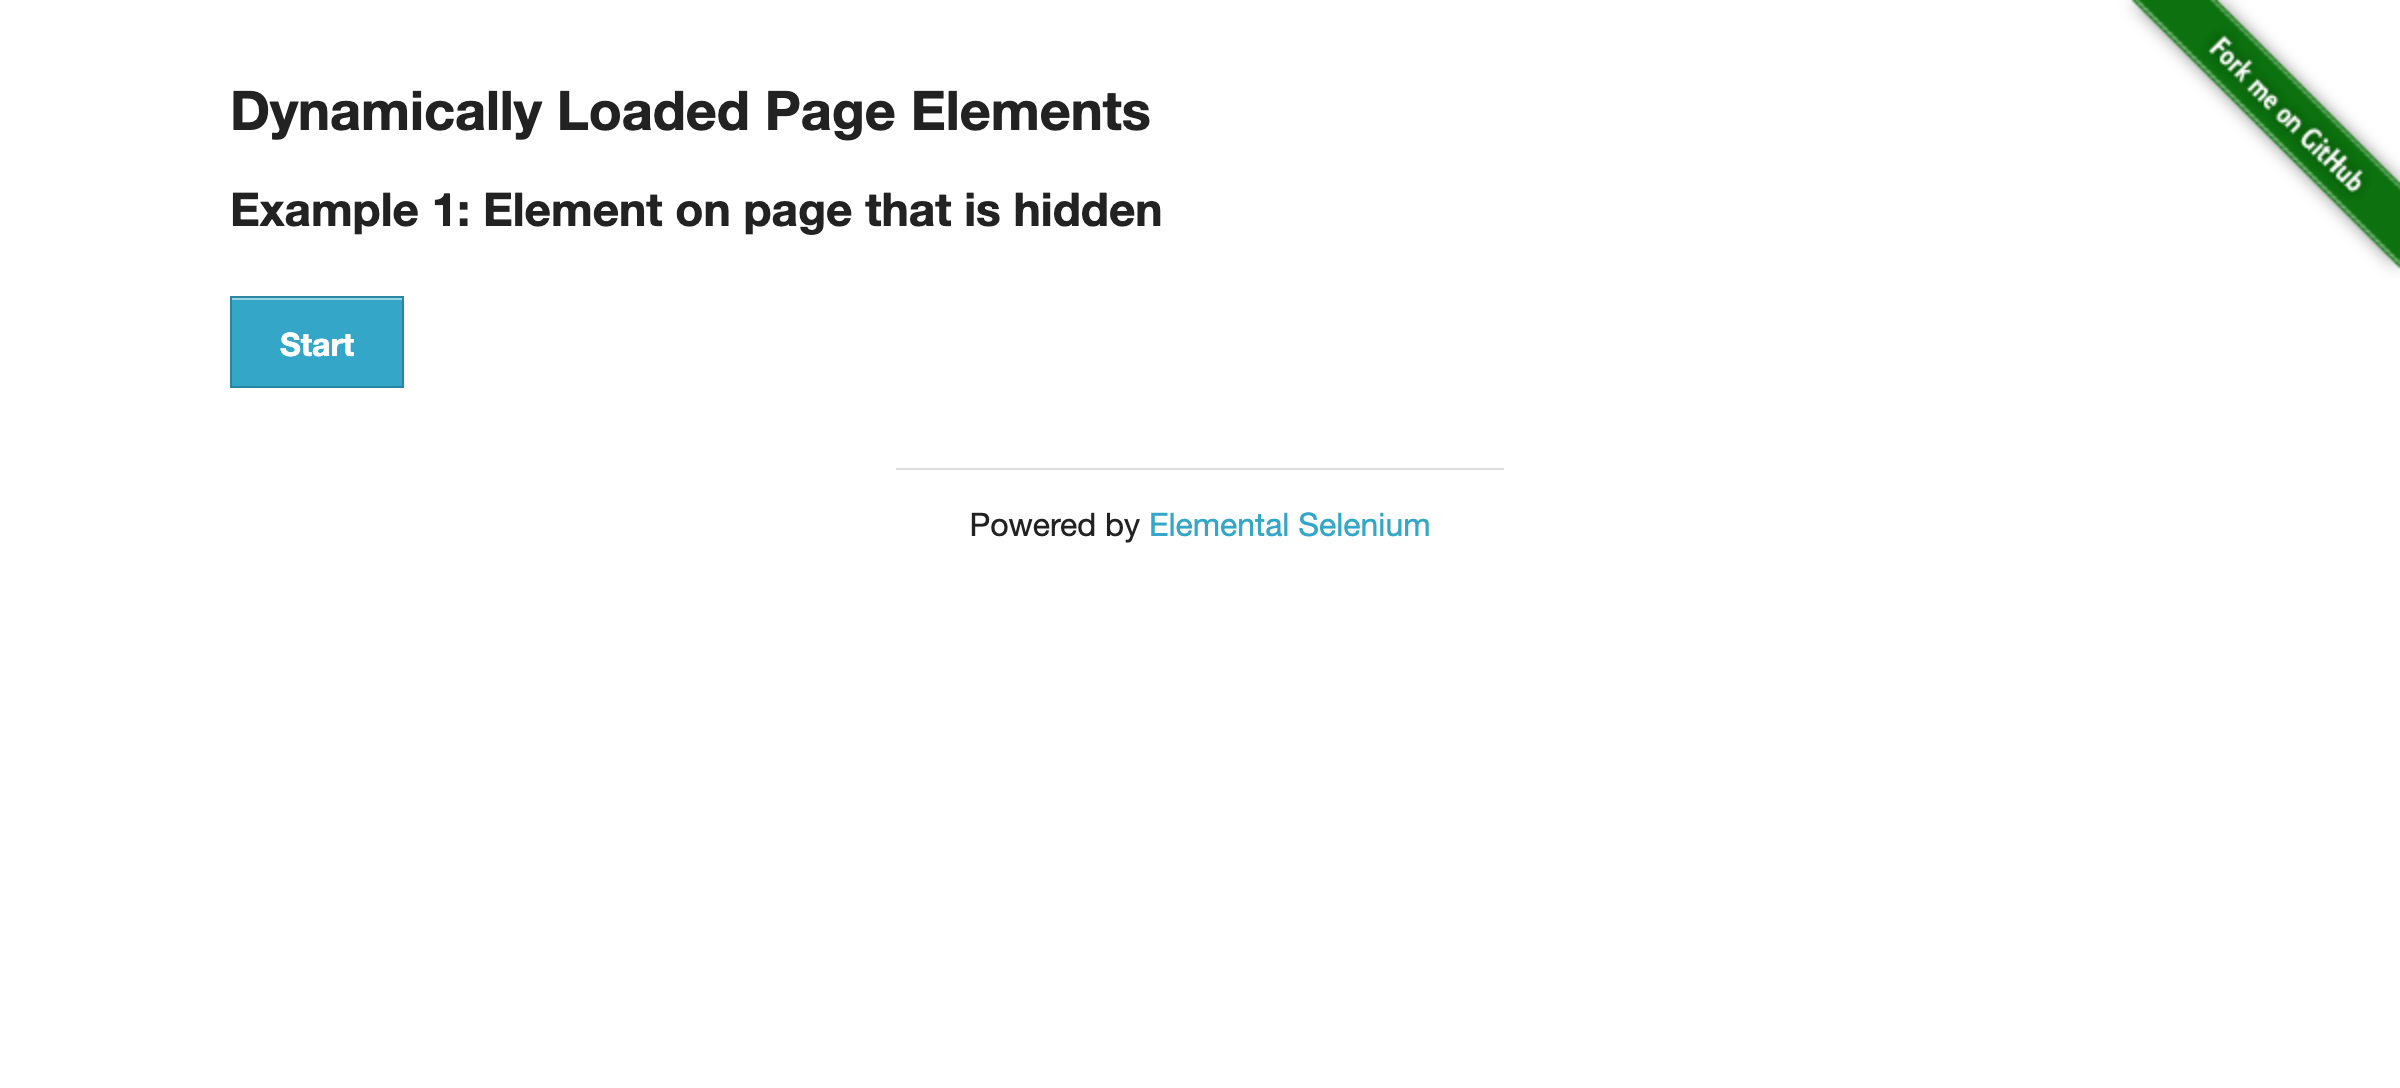 Dynamically Loaded Page Elements
Fork me on GitHub
Example 1: Element on page that is hidden
Start
Powered by Elemental Selenium